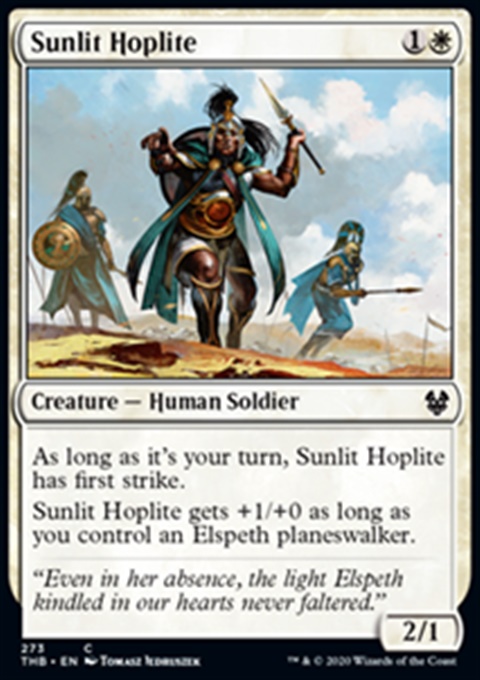 Sunlit Hoplite 1
Creature — Human Soldier
As long as it's your turn, Sunlit Hoplite
has first strike.
Sunlit Hoplite gets +1/+0 as long as
you control an Elspeth planeswalker.
"Even in her absence, the light Elspeth
kindled in our hearts never faltered."
2/1
273 C
THB • EN Tomasz Jedruszek
™ & © 2020 Wizards of the Coast